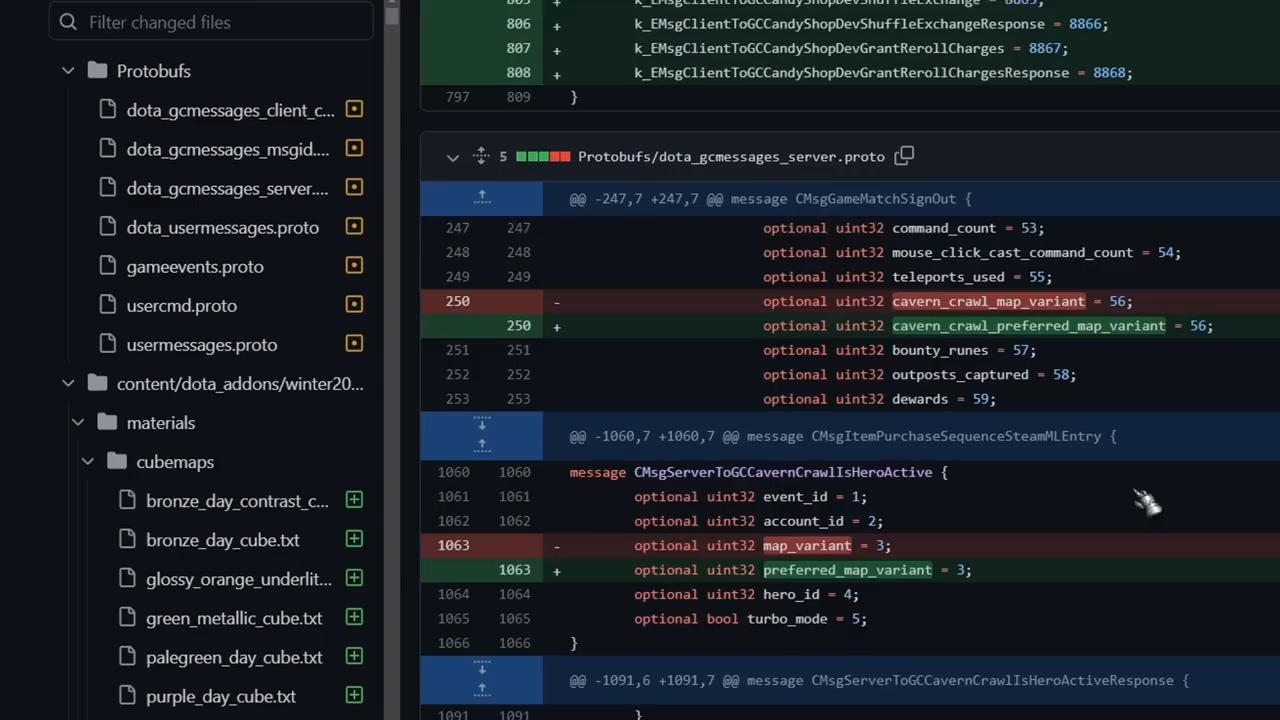 Filter changed files
Protobufs
dota_gcmessages_client_c...
dota_gcmessages_msgid....
dota_gcmessages_server....
dota_usermessages.proto
gameevents.proto
usercmd.proto
usermessages.proto
content/dota_addons/winter20...
materials
cubemaps
bronze_day_contrast_c...
bronze_day_cube.txt
glossy_orange_underlit...
green_metallic_cube.txt
palegreen_day_cube.txt
purple_day_cube.txt
805 + k_EMsgClientToGCCandyShopDevShuffleExchange = 8865;
806 + k_EMsgClientToGCCandyShopDevShuffleExchangeResponse = 8866;
807 + k_EMsgClientToGCCandyShopDevGrantRerollCharges = 8867;
808 + k_EMsgClientToGCCandyShopDevGrantRerollChargesResponse = 8868;
797 809 }
5 Protobufs/dota_gcmessages_server.proto
@@ -247,7 +247,7 @@ message CMsgGameMatchSignOut {
247 247 optional uint32 command_count = 53;
248 248 optional uint32 mouse_click_cast_command_count = 54;
249 249 optional uint32 teleports_used = 55;
250 - optional uint32 cavern_crawl_map_variant = 56;
250 + optional uint32 cavern_crawl_preferred_map_variant = 56;
251 251 optional uint32 bounty_runes = 57;
252 252 optional uint32 outposts_captured = 58;
253 253 optional uint32 dewards = 59;
@@ -1060,7 +1060,7 @@ message CMsgItemPurchaseSequenceSteamMLEntry {
1060 1060 message CMsgServerToGCCavernCrawlIsHeroActive {
1061 1061 optional uint32 event_id = 1;
1062 1062 optional uint32 account_id = 2;
1063 - optional uint32 map_variant = 3;
1063 + optional uint32 preferred_map_variant = 3;
1064 1064 optional uint32 hero_id = 4;
1065 1065 optional bool turbo_mode = 5;
1066 1066 }
@@ -1091,6 +1091,7 @@ message CMsgServerToGCCavernCrawlIsHeroActiveResponse {
1091 1091 }